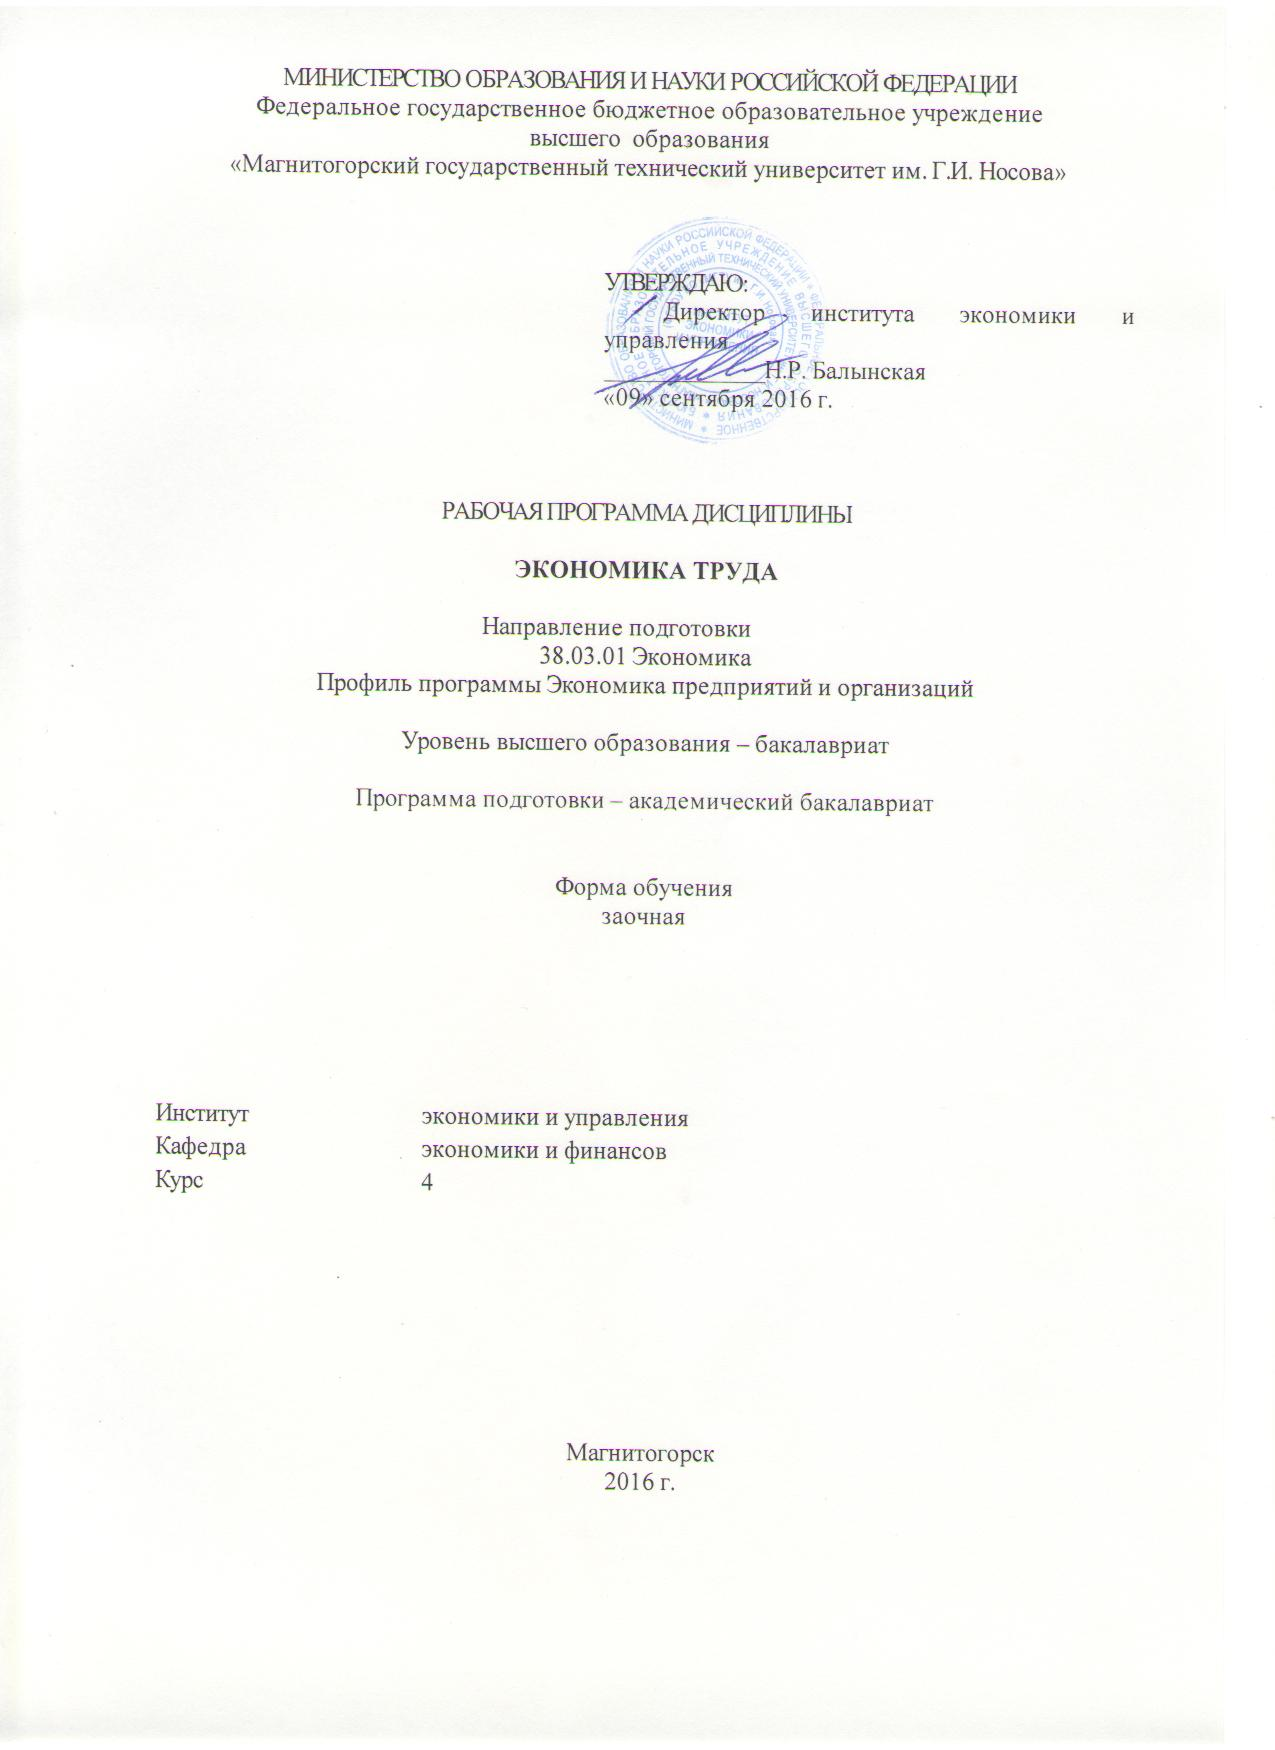 МИНИСТЕРСТВО ОБРАЗОВАНИЯ И НАУКИ РОССИЙСКОЙ ФЕДЕРАЦИИ
Федеральное государственное бюджетное образовательное учреждение
высшего образования
«Магнитогорский государственный технический университет им. Г.И. Носова»
УТВЕРЖДАЮ:
Директор института экономики и
управления
Н.Р. Балынская
«09» сентября 2016 г.
РАБОЧАЯ ПРОГРАММА ДИСЦИПЛИНЫ
ЭКОНОМИКА ТРУДА
Направление подготовки
38.03.01 Экономика
Профиль программы Экономика предприятий и организаций
Уровень высшего образования – бакалавриат
Программа подготовки – академический бакалавриат
Форма обучения
заочная
Институт экономики и управления
Кафедра экономики и финансов
Курс 4
Магнитогорск
2016 г.